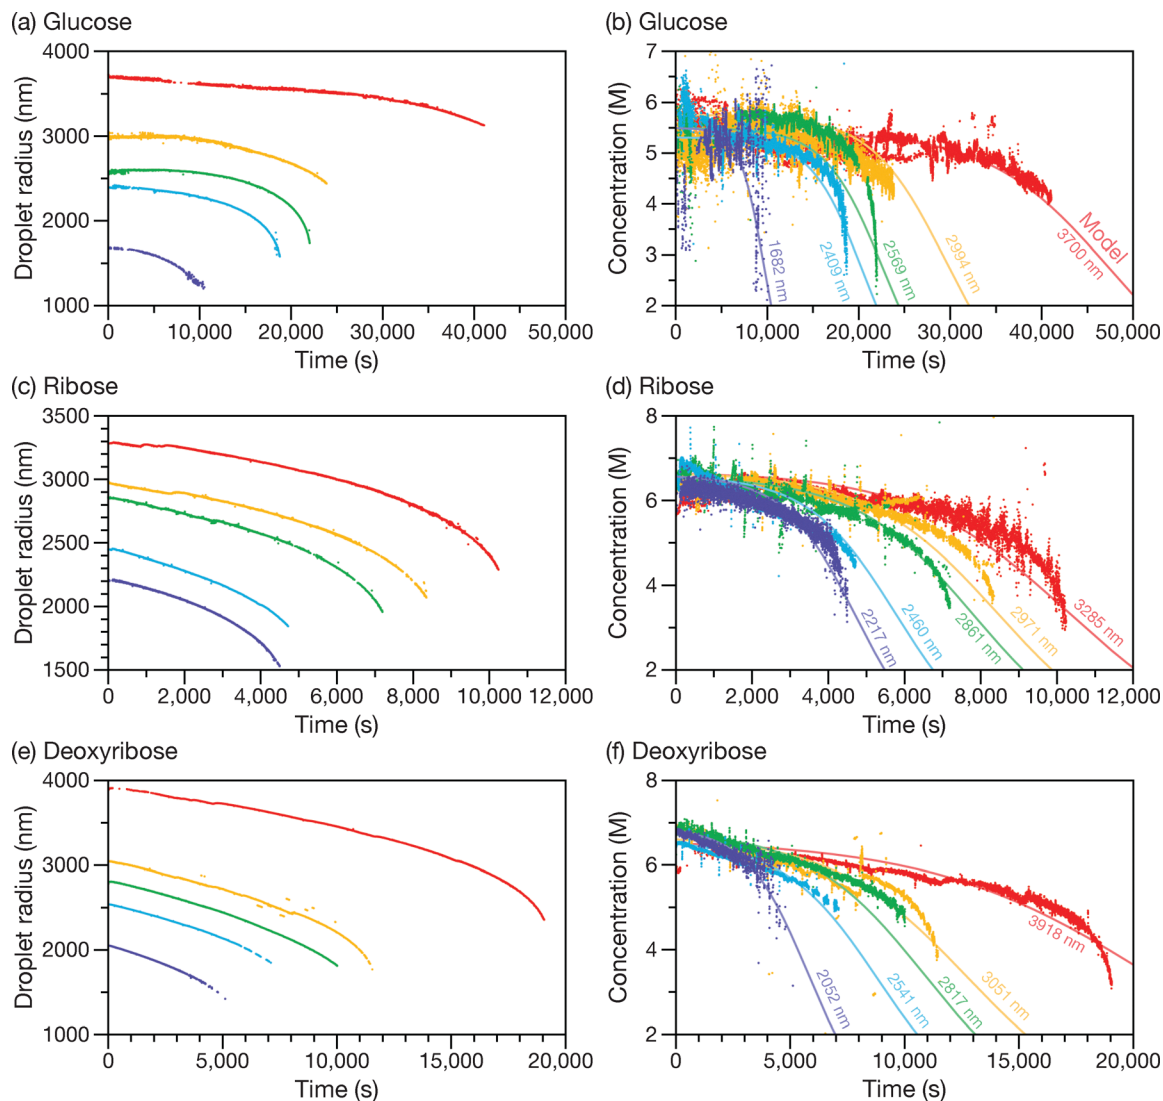 (a) Glucose
4000
3000
2000
1000
Droplet radius (nm)
0 10,000 20,000 30,000 40,000 50,000
Time (s)
(b) Glucose
7
6
5
4
3
2
Concentration (M)
1682 nm
2409 nm
2569 nm
2994 nm
Model
3700 nm
0 10,000 20,000 30,000 40,000 50,000
Time (s)
(c) Ribose
3500
3000
2500
2000
1500
Droplet radius (nm)
0 2,000 4,000 6,000 8,000 10,000 12,000
Time (s)
(d) Ribose
8
6
4
2
Concentration (M)
2217 nm
2460 nm
2861 nm
2971 nm
3285 nm
0 2,000 4,000 6,000 8,000 10,000 12,000
Time (s)
(e) Deoxyribose
4000
3000
2000
1000
Droplet radius (nm)
0 5,000 10,000 15,000 20,000
Time (s)
(f) Deoxyribose
8
6
4
2
Concentration (M)
2052 nm
2541 nm
2817 nm
3051 nm
3918 nm
0 5,000 10,000 15,000 20,000
Time (s)